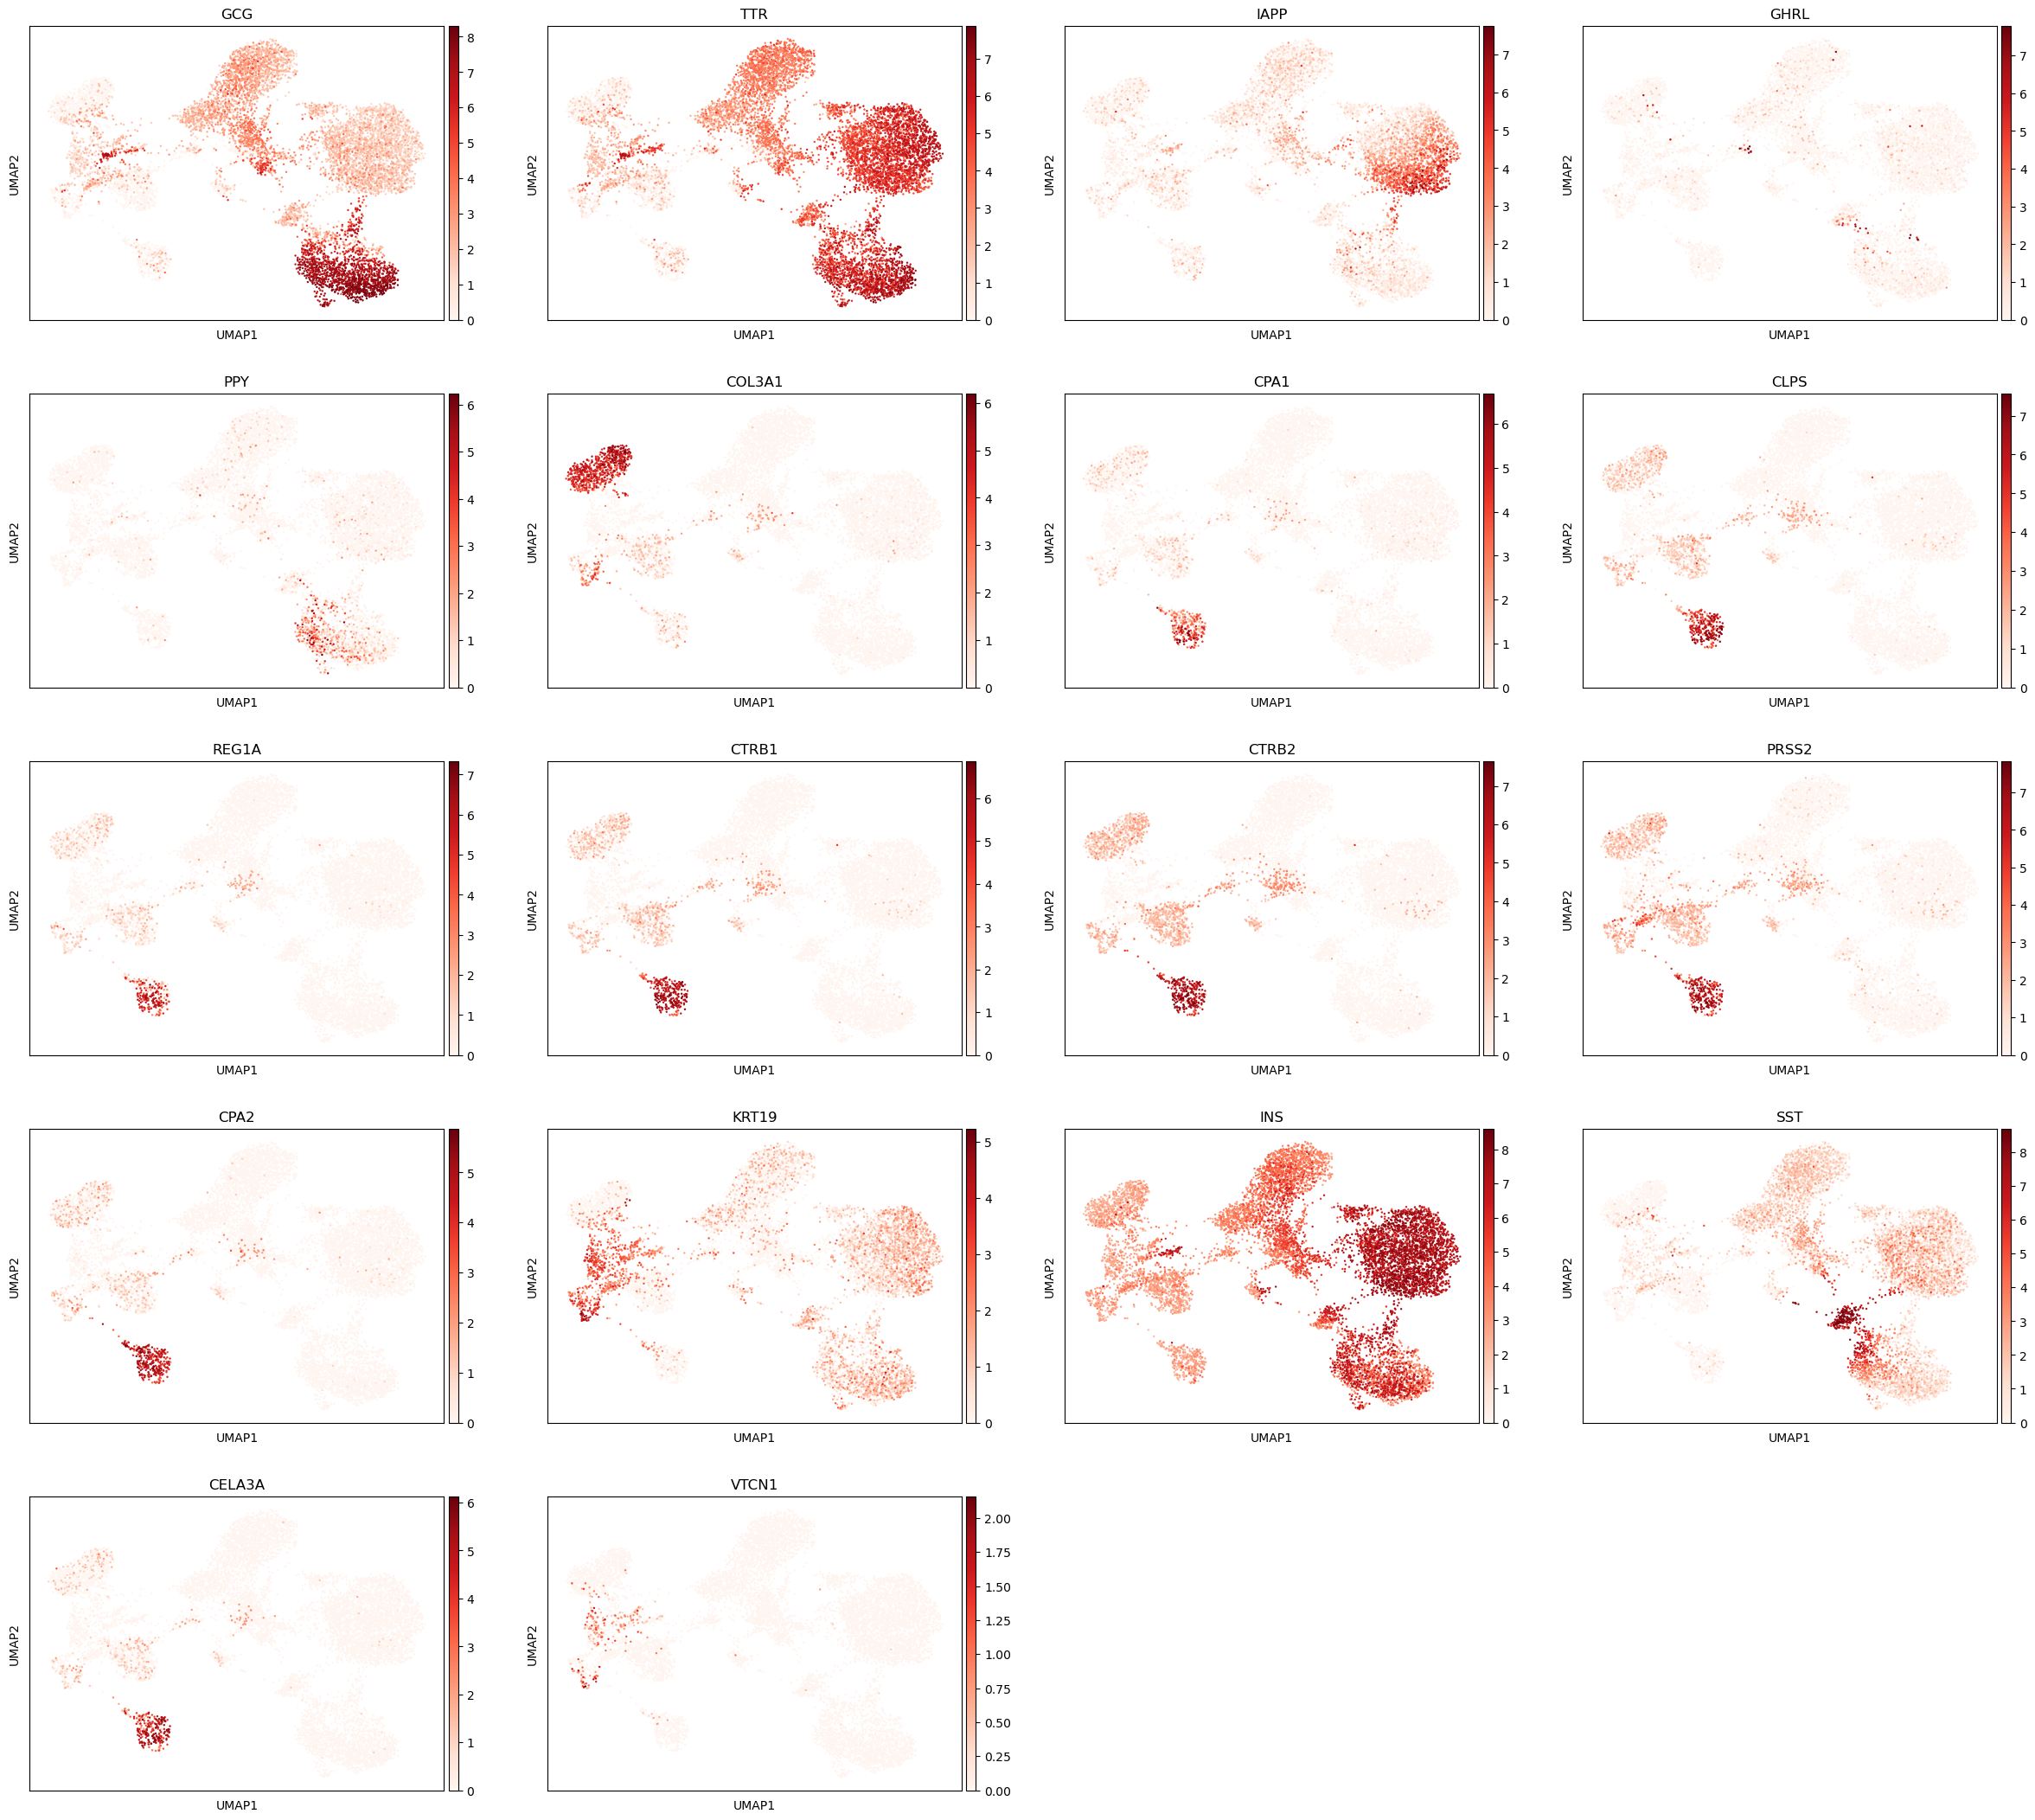 GCG TTR IAPP GHRL
8 7 6 5 4 3 2 1 0
7 6 5 4 3 2 1 0
7 6 5 4 3 2 1 0
7 6 5 4 3 2 1 0
UMAP2 UMAP2 UMAP2 UMAP2
UMAP1 UMAP1 UMAP1 UMAP1
PPY COL3A1 CPA1 CLPS
6 5 4 3 2 1 0
6 5 4 3 2 1 0
6 5 4 3 2 1 0
7 6 5 4 3 2 1 0
UMAP2 UMAP2 UMAP2 UMAP2
UMAP1 UMAP1 UMAP1 UMAP1
REG1A CTRB1 CTRB2 PRSS2
7 6 5 4 3 2 1 0
6 5 4 3 2 1 0
7 6 5 4 3 2 1 0
7 6 5 4 3 2 1 0
UMAP2 UMAP2 UMAP2 UMAP2
UMAP1 UMAP1 UMAP1 UMAP1
CPA2 KRT19 INS SST
5 4 3 2 1 0
5 4 3 2 1 0
8 7 6 5 4 3 2 1 0
8 7 6 5 4 3 2 1 0
UMAP2 UMAP2 UMAP2 UMAP2
UMAP1 UMAP1 UMAP1 UMAP1
CELA3A VTCN1
6 5 4 3 2 1 0
2.00 1.75 1.50 1.25 1.00 0.75 0.50 0.25 0.00
UMAP2 UMAP2
UMAP1 UMAP1